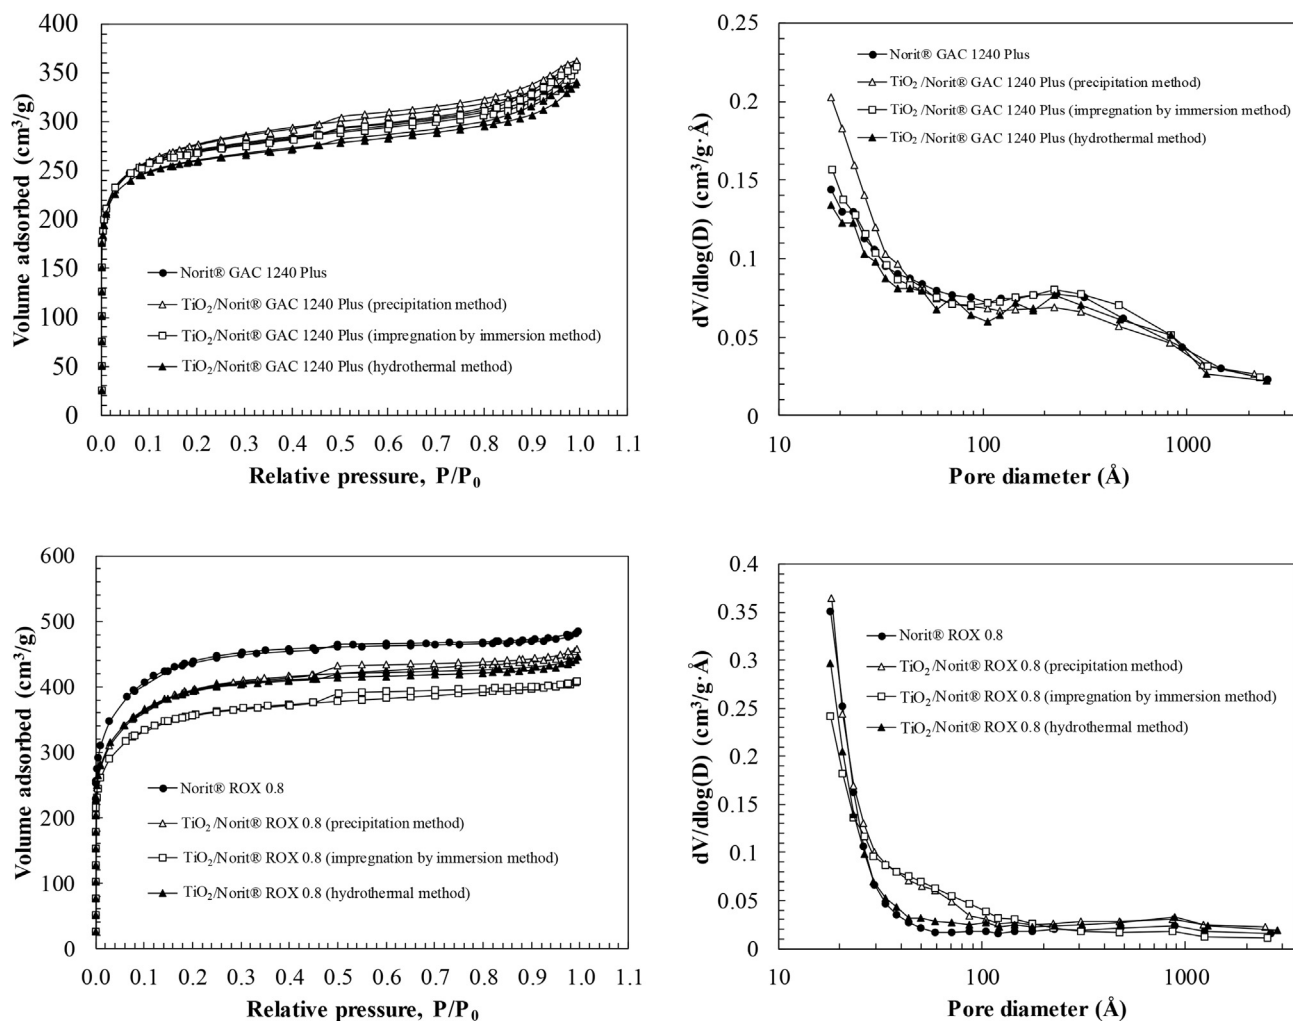 400
350
300
250
200
150
100
50
0
Volume adsorbed (cm³/g)
Norit® GAC 1240 Plus
TiO₂/Norit® GAC 1240 Plus (precipitation method)
TiO₂/Norit® GAC 1240 Plus (impregnation by immersion method)
TiO₂/Norit® GAC 1240 Plus (hydrothermal method)
0.0 0.1 0.2 0.3 0.4 0.5 0.6 0.7 0.8 0.9 1.0 1.1
Relative pressure, P/P₀
0.25
0.2
0.15
0.1
0.05
0
dV/dlog(D) (cm³/g·Å)
Norit® GAC 1240 Plus
TiO₂/Norit® GAC 1240 Plus (precipitation method)
TiO₂/Norit® GAC 1240 Plus (impregnation by immersion method)
TiO₂/Norit® GAC 1240 Plus (hydrothermal method)
10 100 1000
Pore diameter (Å)
600
500
400
300
200
100
0
Volume adsorbed (cm³/g)
Norit® ROX 0.8
TiO₂/Norit® ROX 0.8 (precipitation method)
TiO₂/Norit® ROX 0.8 (impregnation by immersion method)
TiO₂/Norit® ROX 0.8 (hydrothermal method)
0.0 0.1 0.2 0.3 0.4 0.5 0.6 0.7 0.8 0.9 1.0 1.1
Relative pressure, P/P₀
0.4
0.35
0.3
0.25
0.2
0.15
0.1
0.05
0
dV/dlog(D) (cm³/g·Å)
Norit® ROX 0.8
TiO₂/Norit® ROX 0.8 (precipitation method)
TiO₂/Norit® ROX 0.8 (impregnation by immersion method)
TiO₂/Norit® ROX 0.8 (hydrothermal method)
10 100 1000
Pore diameter (Å)